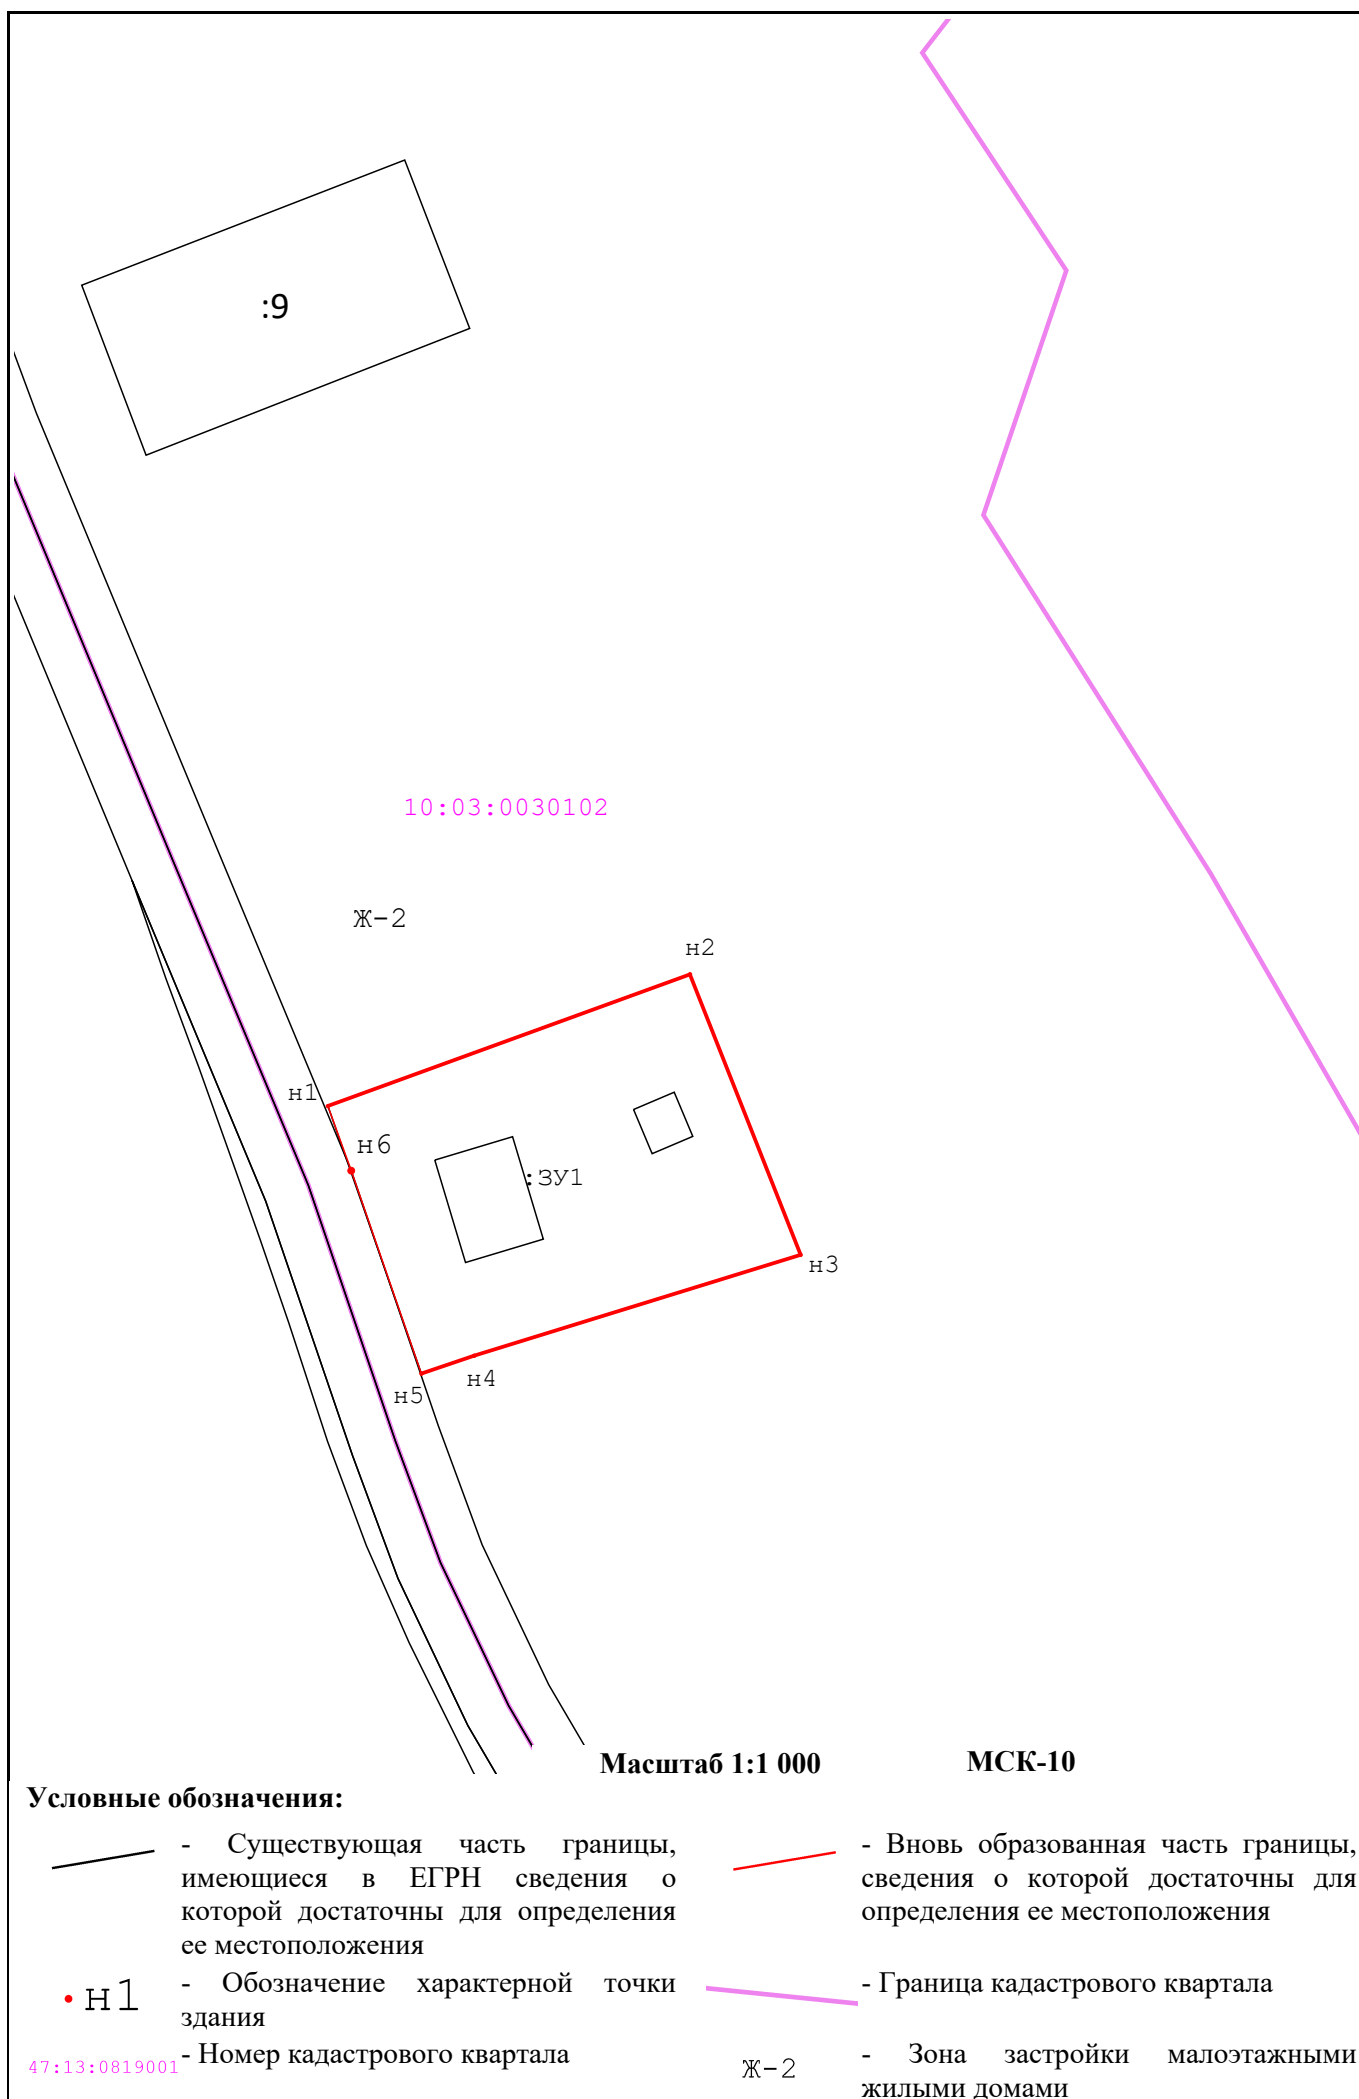 :9
10:03:0030102
Ж-2
н2
н1
н6
:ЗУ1
н3
н4
н5
Масштаб 1:1 000 МСК-10
Условные обозначения:
- Существующая часть границы,
имеющиеся в ЕГРН сведения о
которой достаточны для определения
ее местоположения
- Вновь образованная часть границы,
сведения о которой достаточны для
определения ее местоположения
н1
- Обозначение характерной точки
здания
- Граница кадастрового квартала
47:13:0819001 - Номер кадастрового квартала
Ж-2
- Зона застройки малоэтажными
жилыми домами